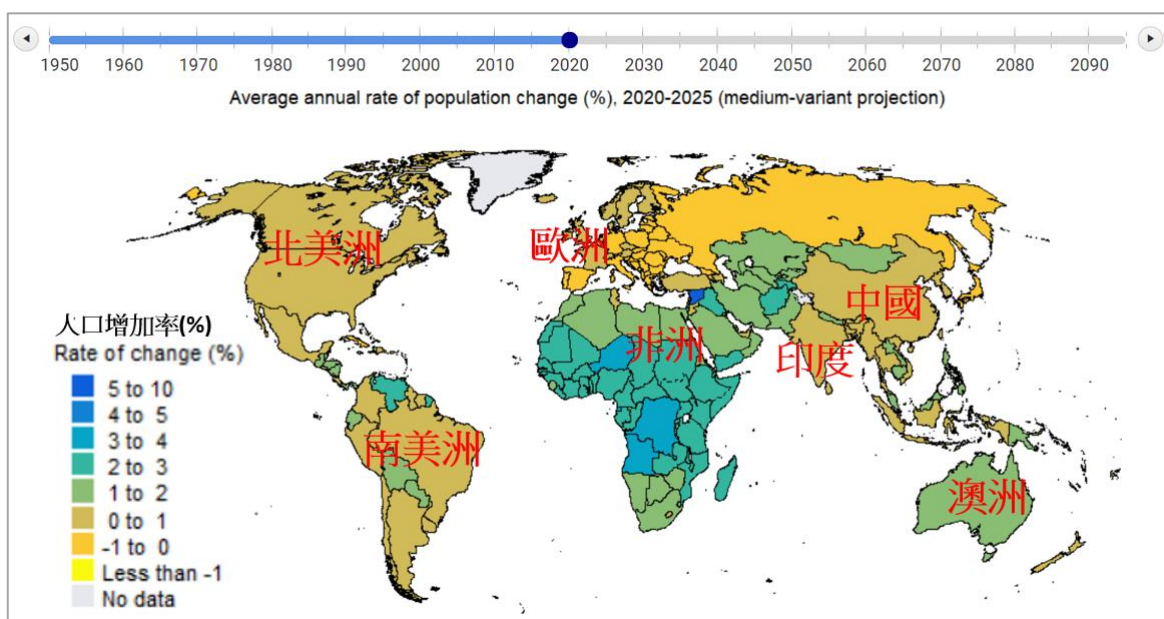 1950 1960 1970 1980 1990 2000 2010 2020 2030 2040 2050 2060 2070 2080 2090
Average annual rate of population change (%), 2020-2025 (medium-variant projection)
北美洲
歐洲
中國
非洲
印度
南美洲
澳洲
人口增加率(%)
Rate of change (%)
5 to 10
4 to 5
3 to 4
2 to 3
1 to 2
0 to 1
-1 to 0
Less than -1
No data